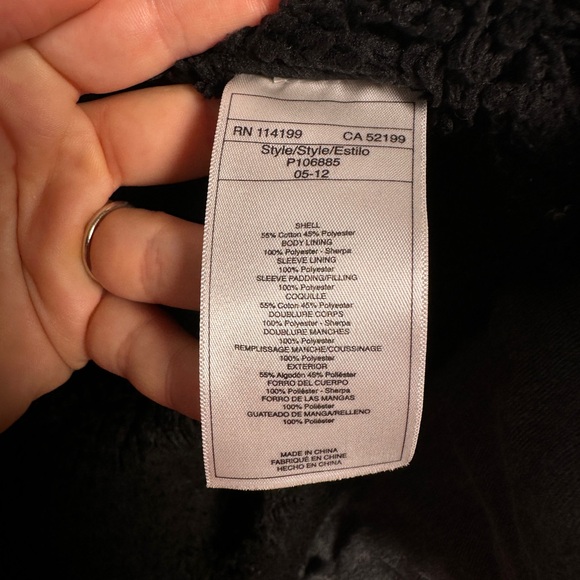 RN 114199 CA 52199
Style/Style/Estilo
P106885
05-12
SHELL
55% Cotton 45% Polyester
BODY LINING
100% Polyester - Sherpa
SLEEVE LINING
100% Polyester
SLEEVE PADDING/FILLING
100% Polyester
COQUILLE
55% Coton 45% Polyester
DOUBLURE CORPS
100% Polyester - Sherpa
DOUBLURE MANCHES
100% Polyester
REMPLISSAGE MANCHE/COUSSINAGE
100% Polyester
EXTERIOR
55% Algodón 45% Poliéster
FORRO DEL CUERPO
100% Poliéster - Sherpa
FORRO DE LAS MANGAS
100% Poliéster
GUATEADO DE MANGA/RELLENO
100% Poliéster
MADE IN CHINA
FABRIQUÉ EN CHINE
HECHO EN CHINA